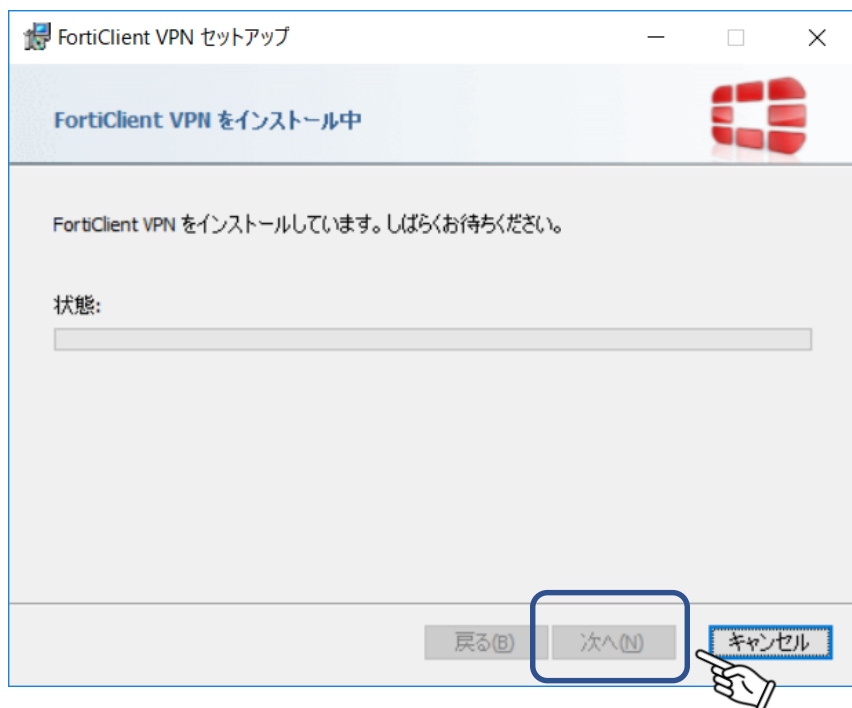 FortiClient VPN セットアップ
FortiClient VPN をインストール中
FortiClient VPN をインストールしています。しばらくお待ちください。
状態:
戻る(B) 次へ(N) キャンセル